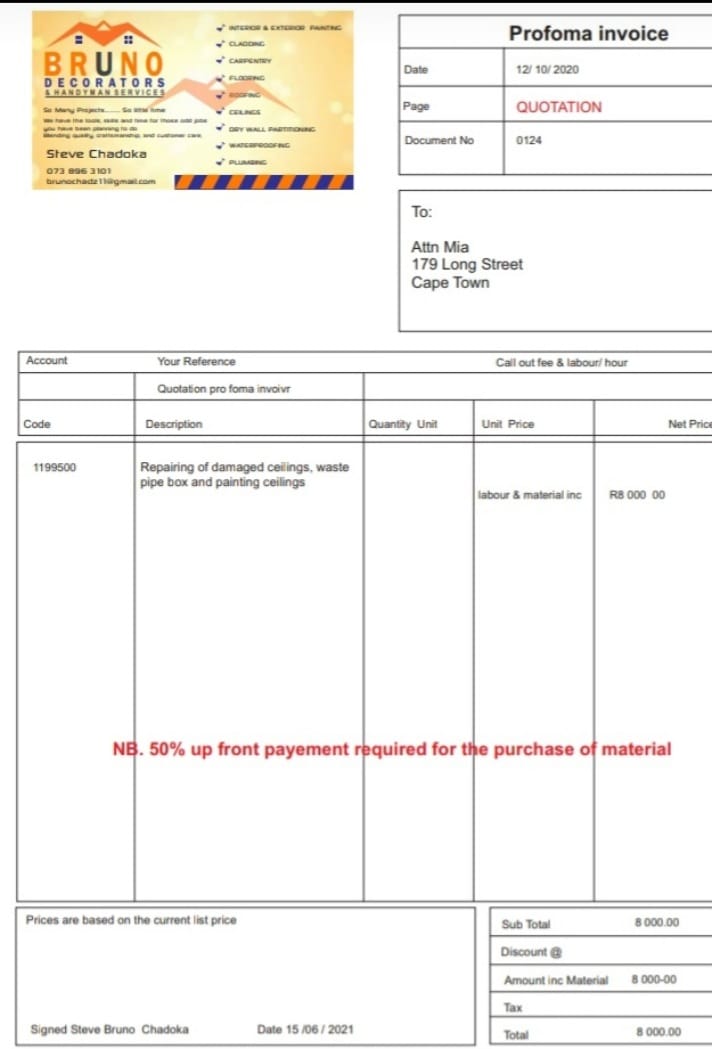 BRUNO
DECORATORS
& HANDYMAN SERVICES
So Many Projects....... So little time
We have the tools, skills and time for those odd jobs
you have been planning to do
Blending quality, craftsmanship, and customer care.
Steve Chadoka
073 896 3101
brunochadz11@gmail.com
INTERIOR & EXTERIOR PAINTING
CLADDING
CARPENTRY
FLOORING
ROOFING
CEILINGS
DRY WALL PARTITIONING
WATERPROOFING
PLUMBING
Profoma invoice
Date 12/ 10/ 2020
Page QUOTATION
Document No 0124
To:
Attn Mia
179 Long Street
Cape Town
Account Your Reference Call out fee & labour/ hour
Quotation pro foma invoivr
Code Description Quantity Unit Unit Price Net Price
1199500 Repairing of damaged ceilings, waste
pipe box and painting ceilings
labour & material inc R8 000 00
NB. 50% up front payement required for the purchase of material
Prices are based on the current list price
Signed Steve Bruno Chadoka Date 15 /06 / 2021
Sub Total 8 000.00
Discount @
Amount inc Material 8 000-00
Tax
Total 8 000.00